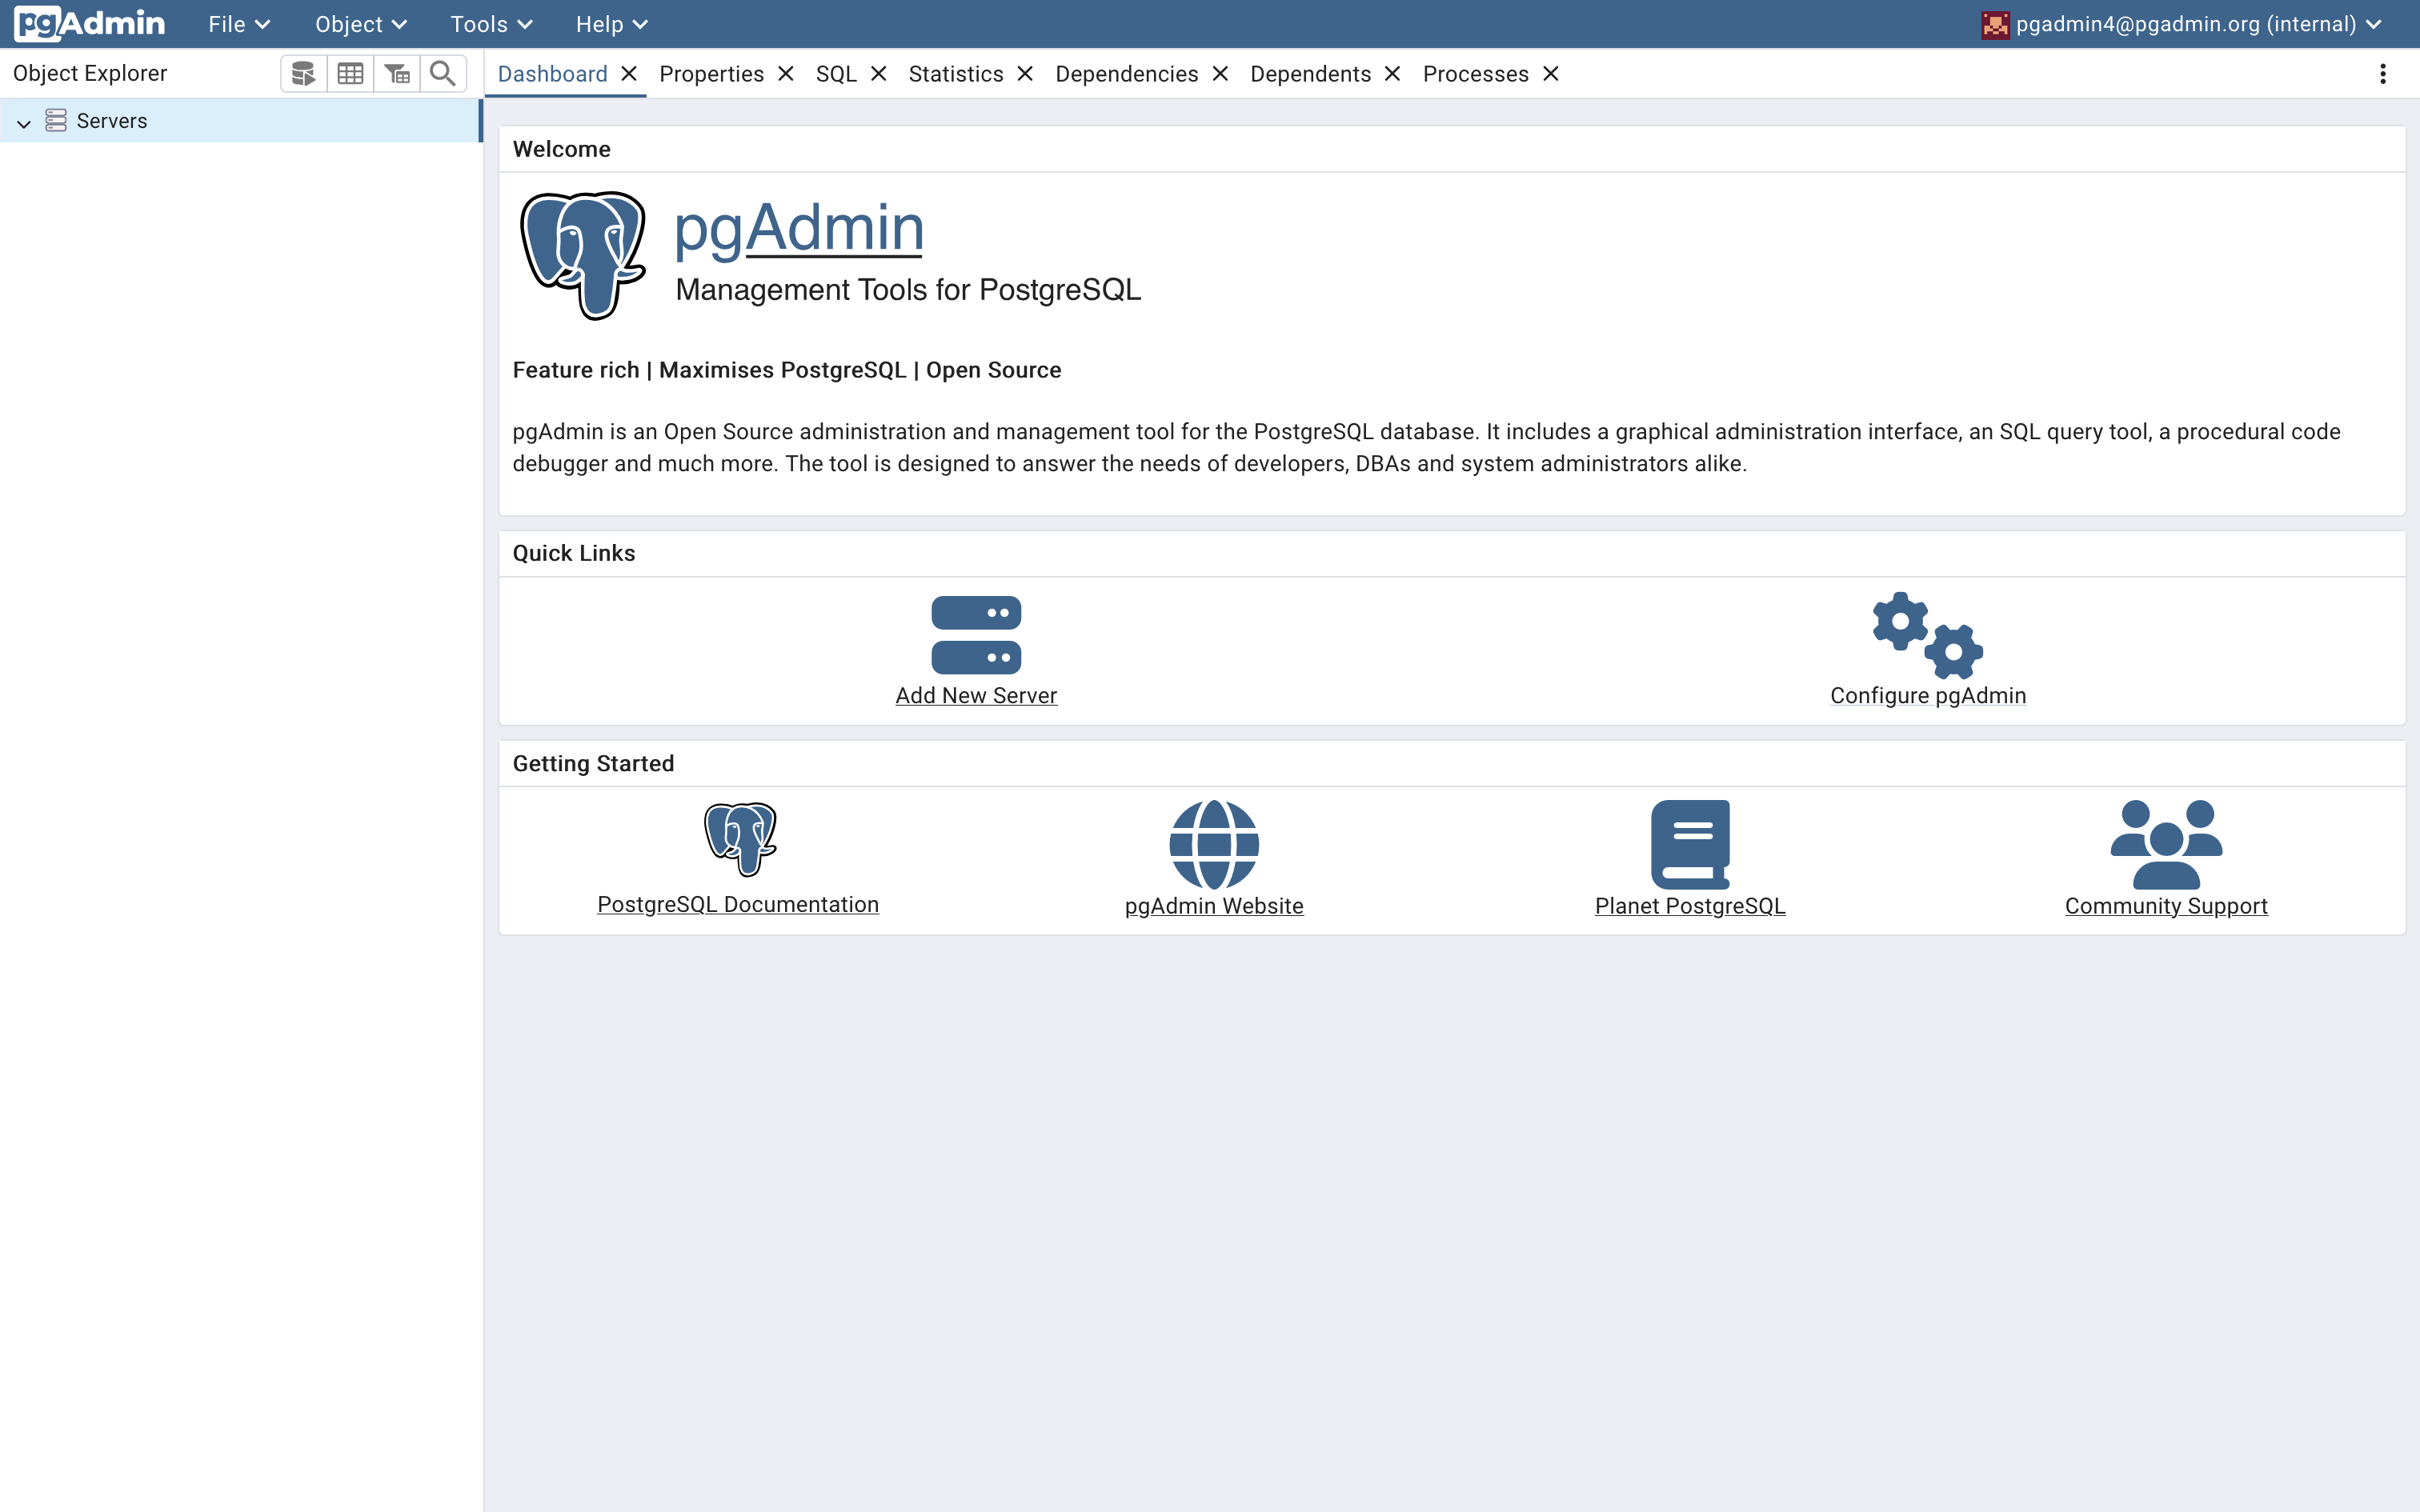 pgAdmin File Object Tools Help pgadmin4@pgadmin.org (internal)
Object Explorer
Dashboard Properties SQL Statistics Dependencies Dependents Processes
Servers
Welcome
pgAdmin
Management Tools for PostgreSQL
Feature rich | Maximises PostgreSQL | Open Source
pgAdmin is an Open Source administration and management tool for the PostgreSQL database. It includes a graphical administration interface, an SQL query tool, a procedural code
debugger and much more. The tool is designed to answer the needs of developers, DBAs and system administrators alike.
Quick Links
Add New Server
Configure pgAdmin
Getting Started
PostgreSQL Documentation
pgAdmin Website
Planet PostgreSQL
Community Support